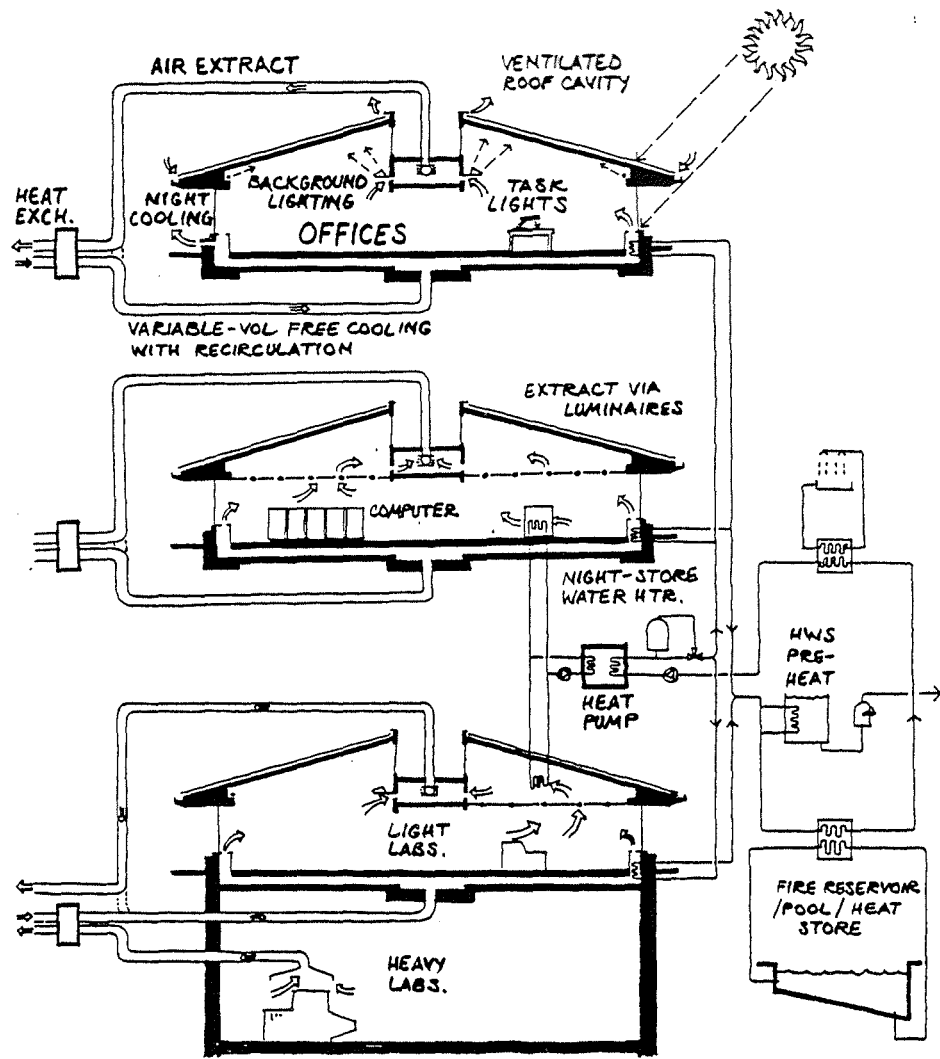 AIR EXTRACT
VENTILATED
ROOF CAVITY
HEAT
EXCH.
NIGHT
COOLING
BACKGROUND
LIGHTING
TASK
LIGHTS
OFFICES
VARIABLE-VOL FREE COOLING
WITH RECIRCULATION
EXTRACT VIA
LUMINAIRES
COMPUTER
NIGHT-STORE
WATER HTR.
HEAT
PUMP
HWS
PRE-
HEAT
LIGHT
LABS.
HEAVY
LABS.
FIRE RESERVOIR
/POOL/HEAT
STORE